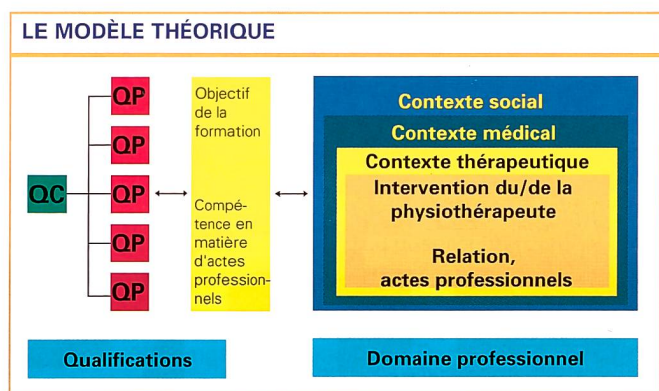 LE MODÈLE THÉORIQUE
QC
QP
QP
QP
QP
QP
Objectif
de la
formation
Compé-
tence en
matière
d'actes
profession-
nels
Contexte social
Contexte médical
Contexte thérapeutique
Intervention du/de la
physiothérapeute
Relation,
actes professionnels
Qualifications
Domaine professionnel